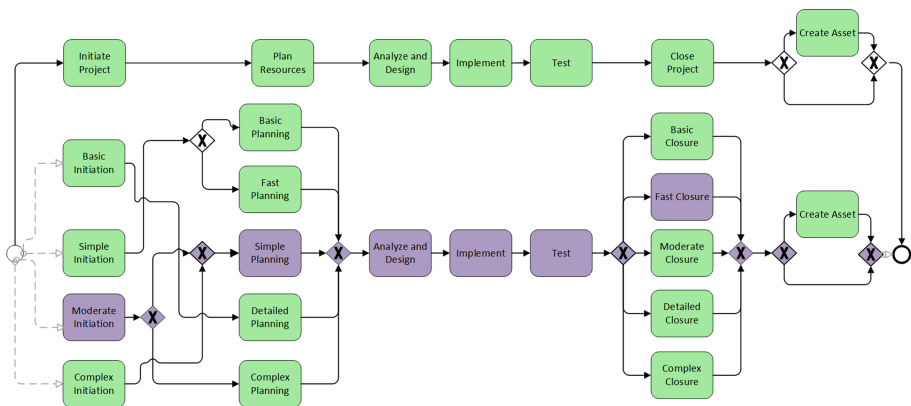 Initiate
Project
Plan
Resources
Analyze and
Design
Implement
Test
Close
Project
Create Asset
X
X
Basic
Initiation
Simple
Initiation
Moderate
Initiation
Complex
Initiation
X
X
X
Basic
Planning
Fast
Planning
Simple
Planning
Detailed
Planning
Complex
Planning
X
Analyze and
Design
Implement
Test
X
Basic
Closure
Fast Closure
Moderate
Closure
Detailed
Closure
Complex
Closure
X
X
Create Asset
X